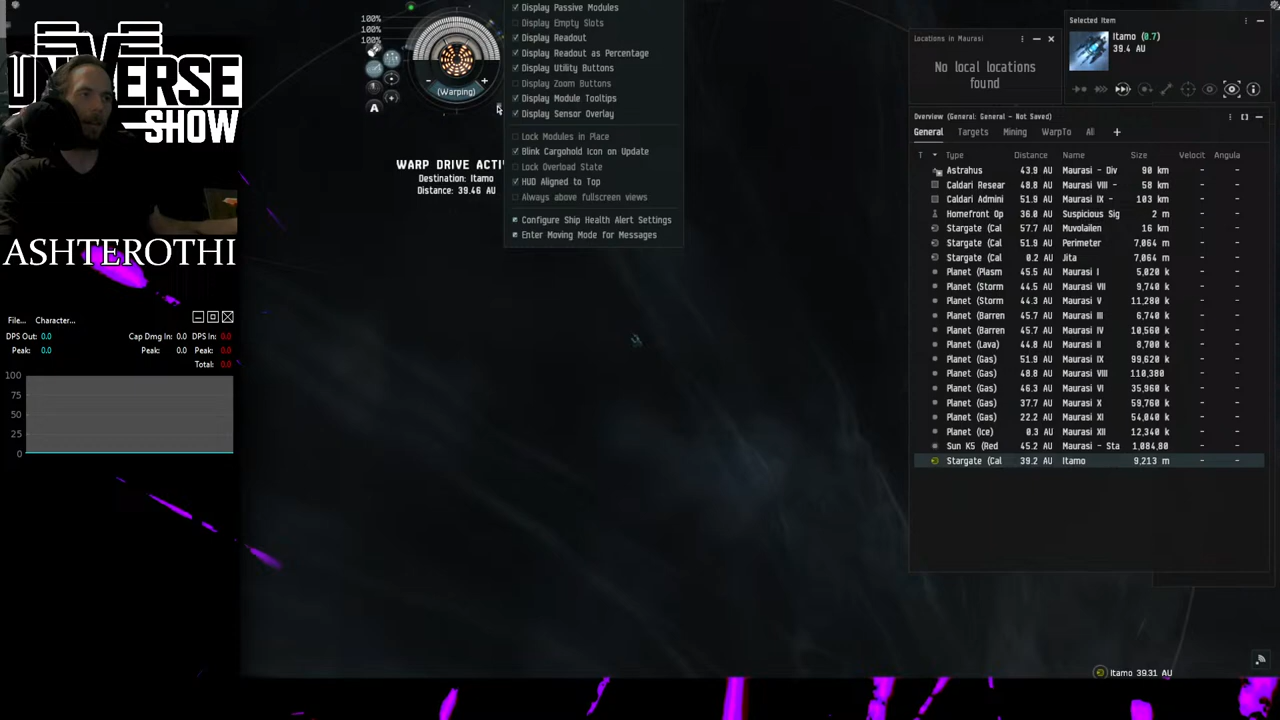 EVE
UNIVERSE
SHOW
ASHTEROTHI
File... Character...
DPS Out: 0.0 Cap Dmg In: 0.0 DPS In: 0.0
Peak: 0.0 Peak: 0.0 Peak: 0.0
Total: 0.0
100
75
50
25
0
100%
100%
100%
(Warping)
A
WARP DRIVE ACTI
Destination: Itamo
Distance: 39.46 AU
Display Passive Modules
Display Empty Slots
Display Readout
Display Readout as Percentage
Display Utility Buttons
Display Zoom Buttons
Display Module Tooltips
Display Sensor Overlay
Lock Modules in Place
Blink Cargohold Icon on Update
Lock Overload State
HUD Aligned to Top
Always above fullscreen views
Configure Ship Health Alert Settings
Enter Moving Mode for Messages
Locations in Maurasi
No local locations
found
Selected Item
Itamo (0.7)
39.4 AU
Overview (General: General - Not Saved)
General Targets Mining WarpTo All +
T Type Distance Name Size Velocit Angula
Astrahus 43.9 AU Maurasi - Div 90 km - -
Caldari Resear 48.8 AU Maurasi VIII - 58 km - -
Caldari Admini 51.9 AU Maurasi IX - 103 km - -
Homefront Op 36.0 AU Suspicious Sig 2 m - -
Stargate (Cal 57.7 AU Muvolailen 16 km - -
Stargate (Cal 51.9 AU Perimeter 7,064 m - -
Stargate (Cal 0.2 AU Jita 7,064 m - -
Planet (Plasm 45.5 AU Maurasi I 5,020 k - -
Planet (Storm 44.5 AU Maurasi VII 9,740 k - -
Planet (Storm 44.3 AU Maurasi V 11,280 k - -
Planet (Barren 45.7 AU Maurasi III 6,740 k - -
Planet (Barren 45.7 AU Maurasi IV 10,560 k - -
Planet (Lava) 44.8 AU Maurasi II 8,700 k - -
Planet (Gas) 51.9 AU Maurasi IX 99,620 k - -
Planet (Gas) 48.8 AU Maurasi VIII 110,380 - -
Planet (Gas) 46.3 AU Maurasi VI 35,960 k - -
Planet (Gas) 37.7 AU Maurasi X 59,760 k - -
Planet (Gas) 22.2 AU Maurasi XI 54,040 k - -
Planet (Ice) 0.3 AU Maurasi XII 12,340 k - -
Sun K5 (Red 45.2 AU Maurasi - Sta 1,084,80 - -
Stargate (Cal 39.2 AU Itamo 9,213 m - -
Itamo 39.31 AU